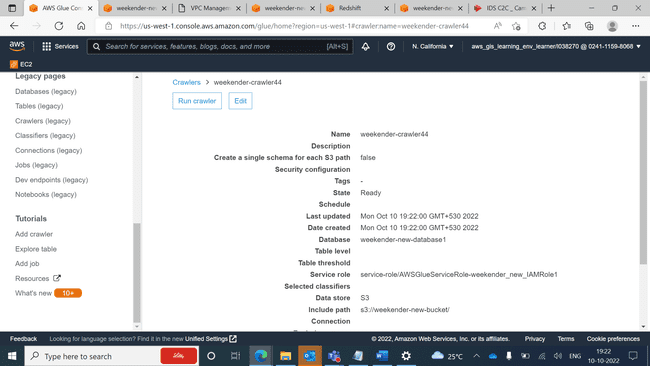 AWS Glue Con
weekender-new
VPC Managem
weekender-new
Redshift
weekender-new
IDS C2C _ Cam
https://us-west-1.console.aws.amazon.com/glue/home?region=us-west-1#crawler:name=weekender-crawler44
aws Services Search for services, features, blogs, docs, and more [Alt+S] N. California aws_gls_learning_env_learner/l038270 @ 0241-1159-8068
EC2
Legacy pages
Databases (legacy)
Tables (legacy)
Crawlers (legacy)
Classifiers (legacy)
Connections (legacy)
Jobs (legacy)
Dev endpoints (legacy)
Notebooks (legacy)
Tutorials
Add crawler
Explore table
Add job
Resources
What's new 10+
Crawlers > weekender-crawler44
Run crawler Edit
Name weekender-crawler44
Description
Create a single schema for each S3 path false
Security configuration
Tags -
State Ready
Schedule
Last updated Mon Oct 10 19:22:00 GMT+530 2022
Date created Mon Oct 10 19:22:00 GMT+530 2022
Database weekender-new-database1
Table level
Table threshold
Service role service-role/AWSGlueServiceRole-weekender_new_IAMRole1
Selected classifiers
Data store S3
Include path s3://weekender-new-bucket/
Connection
Feedback Looking for language selection? Find it in the new Unified Settings © 2022, Amazon Web Services, Inc. or its affiliates. Privacy Terms Cookie preferences
Type here to search 25°C ENG 19:22
10-10-2022